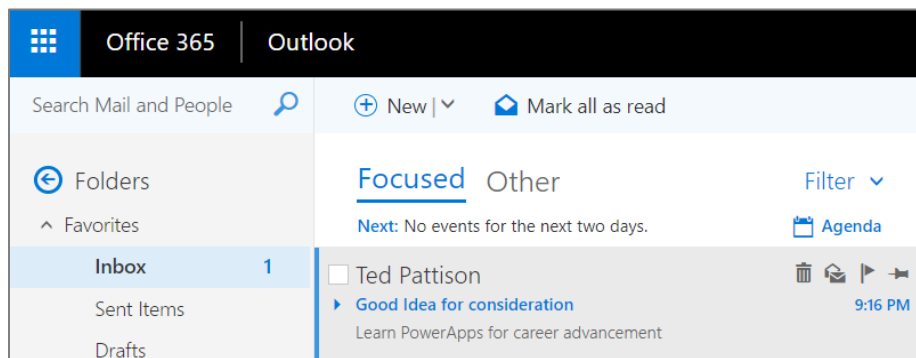 Office 365 Outlook
Search Mail and People
New
Mark all as read
Folders
Favorites
Inbox 1
Sent Items
Drafts
Focused Other Filter
Next: No events for the next two days. Agenda
Ted Pattison
Good Idea for consideration 9:16 PM
Learn PowerApps for career advancement